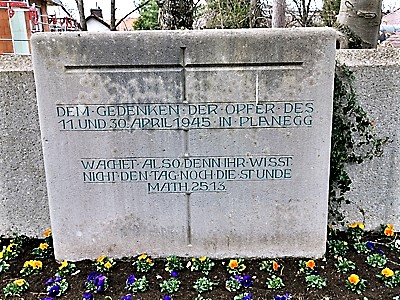 DEM·GEDENKEN·DER·OPFER·DES
11.UND 30.APRIL 1945·IN·PLANEGG
WACHET·ALSO·DENN·IHR·WISST
NICHT·DEN·TAG·NOCH·DIE·STUNDE
MATH.25.13.